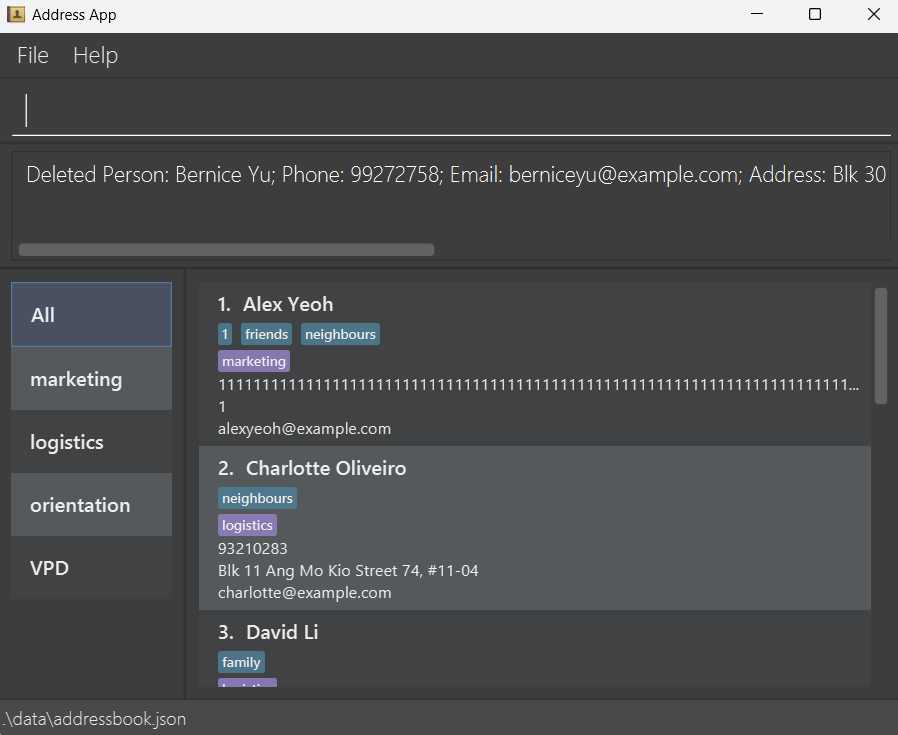 Address App
File Help
Deleted Person: Bernice Yu; Phone: 99272758; Email: berniceyu@example.com; Address: Blk 30
All
marketing
logistics
orientation
VPD
1. Alex Yeoh
1 friends neighbours
marketing
111111111111111111111111111111111111111111111111111111111111111111111111111111111111111...
1
alexyeoh@example.com
2. Charlotte Oliveiro
neighbours
logistics
93210283
Blk 11 Ang Mo Kio Street 74, #11-04
charlotte@example.com
3. David Li
family
logistics
.\data\addressbook.json